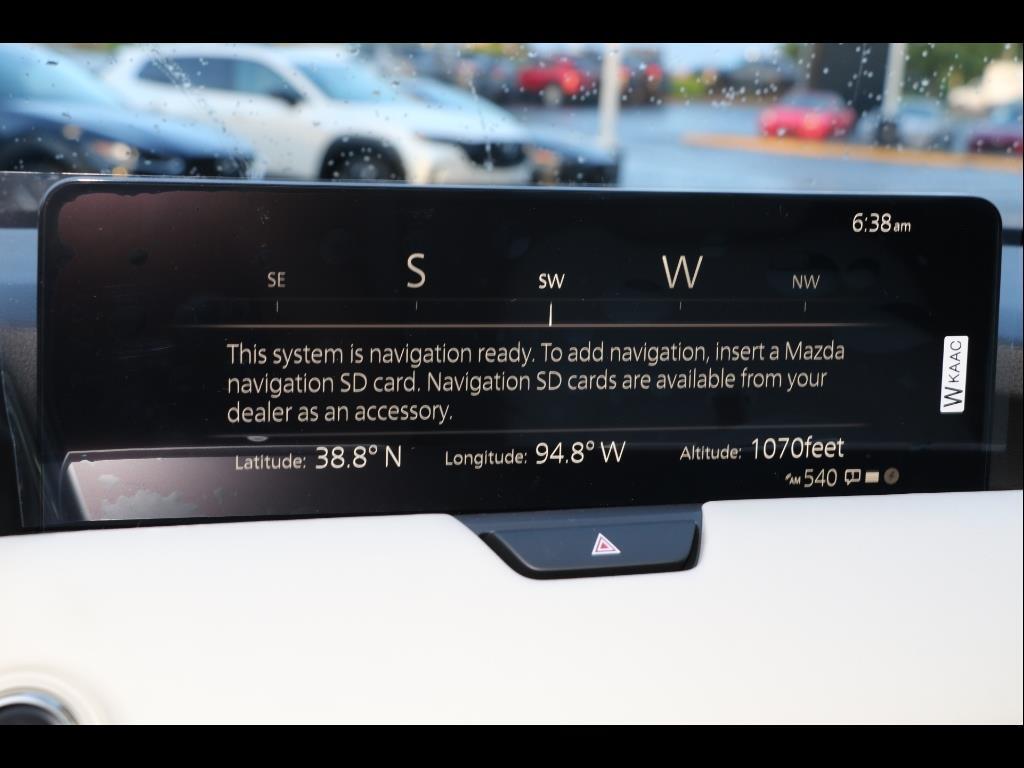 6:38am
SE S SW W NW
This system is navigation ready. To add navigation, insert a Mazda
navigation SD card. Navigation SD cards are available from your
dealer as an accessory.
WKAAC
Latitude: 38.8° N Longitude: 94.8° W Altitude: 1070feet
AM 540